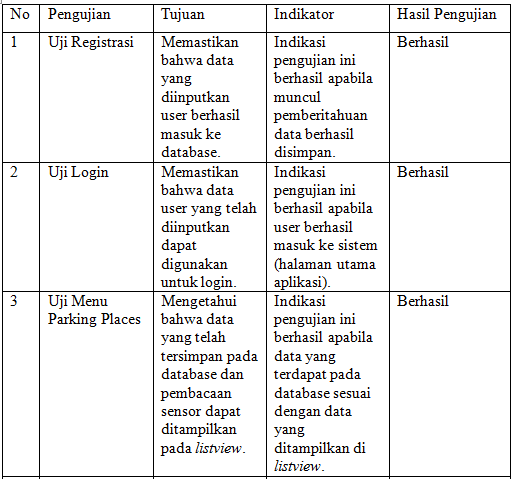 No Pengujian Tujuan Indikator Hasil Pengujian
1 Uji Registrasi Memastikan Indikasi Berhasil
bahwa data pengujian ini
yang berhasil apabila
diinputkan muncul
user berhasil pemberitahuan
masuk ke data berhasil
database. disimpan.
2 Uji Login Memastikan Indikasi Berhasil
bahwa data pengujian ini
user yang telah berhasil apabila
diinputkan user berhasil
dapat masuk ke sistem
digunakan (halaman utama
untuk login. aplikasi).
3 Uji Menu Mengetahui Indikasi Berhasil
Parking Places bahwa data pengujian ini
yang telah berhasil apabila
tersimpan pada data yang
database dan terdapat pada
pembacaan database sesuai
sensor dapat dengan data
ditampilkan yang
pada listview. ditampilkan di
listview.